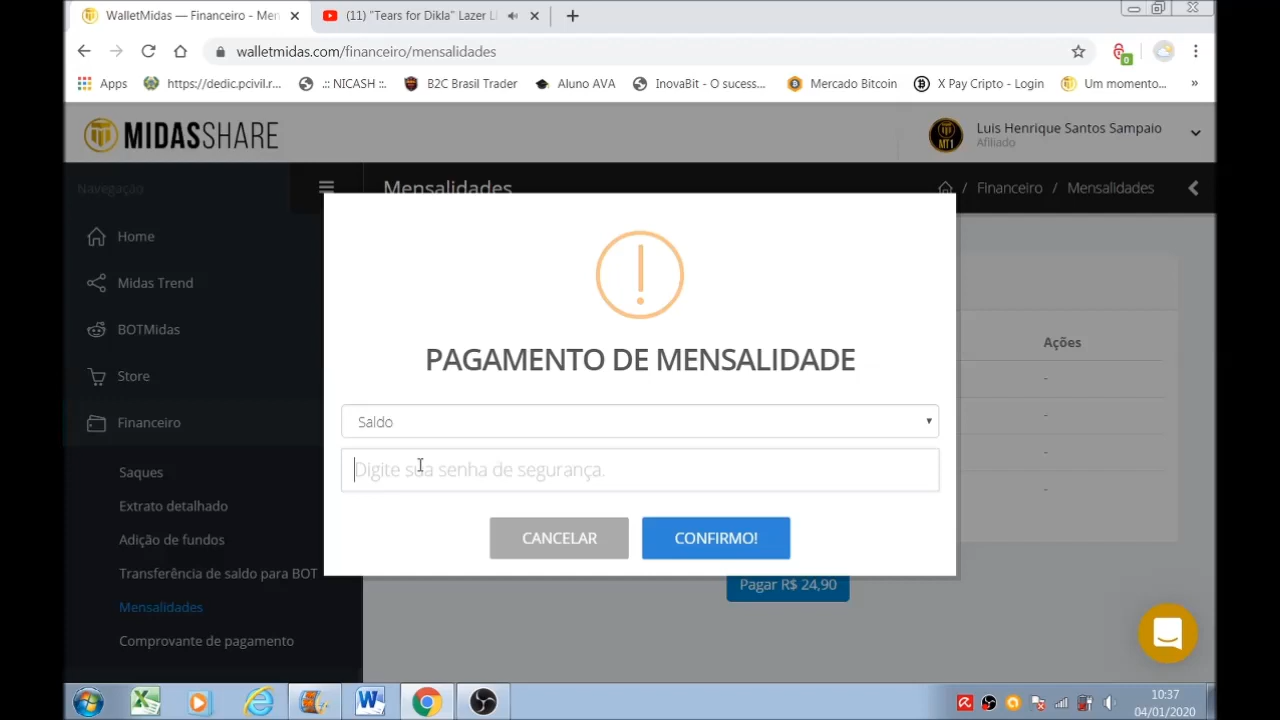 WalletMidas — Financeiro - Men
(11) "Tears for Dikla" Lazer Ll
walletmidas.com/financeiro/mensalidades
0
Apps
https://dedic.pcivil.r...
.:: NICASH ::.
B2C Brasil Trader
Aluno AVA
InovaBit - O sucess...
Mercado Bitcoin
X Pay Cripto - Login
Um momento...
»
MIDASSHARE
MT1
Luis Henrique Santos Sampaio
Afiliado
Navegação
Mensalidades
/ Financeiro / Mensalidades
Home
Midas Trend
BOTMidas
Store
Financeiro
Saques
Extrato detalhado
Adição de fundos
Transferência de saldo para BOT
Mensalidades
Comprovante de pagamento
!
PAGAMENTO DE MENSALIDADE
Saldo
Digite sua senha de segurança.
CANCELAR
CONFIRMO!
Ações
-
-
-
-
Pagar R$ 24,90
10:37
04/01/2020